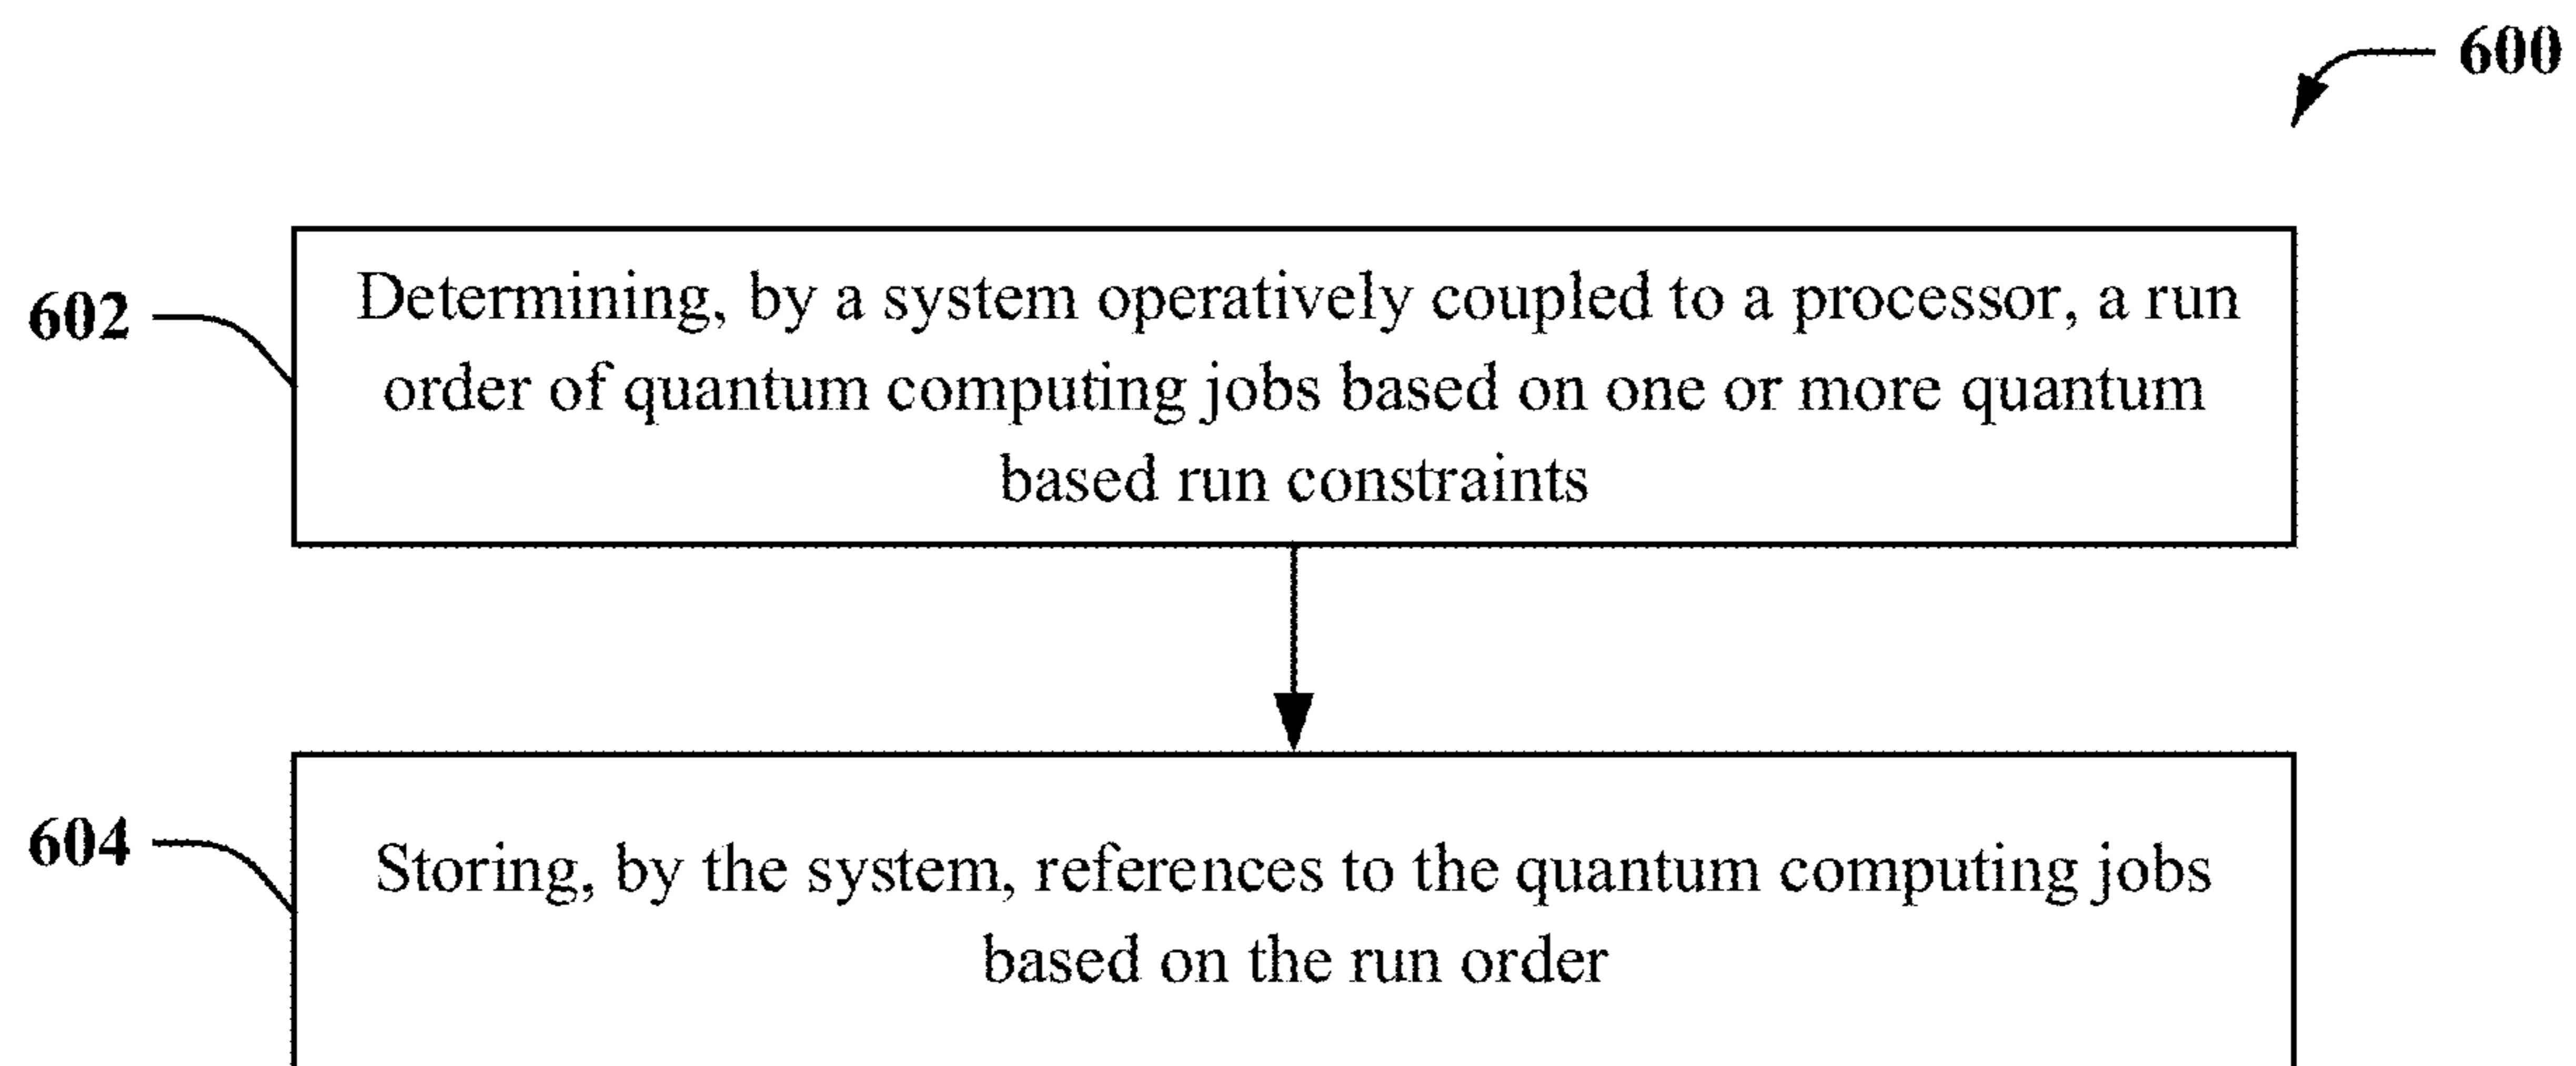 600
602
Determining, by a system operatively coupled to a processor, a run
order of quantum computing jobs based on one or more quantum
based run constraints
604
Storing, by the system, references to the quantum computing jobs
based on the run order